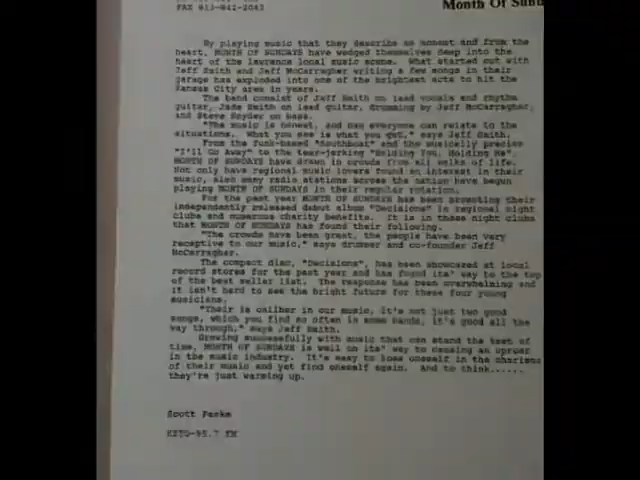 FAX 913-842-2043
Month Of Sund
By playing music that they describe as honest and from the
heart, MONTH OF SUNDAYS have wedged themselves deep into the
heart of the lawrence local music scene. What started out with
Jeff Smith and Jeff McCarragher writing a few songs in their
garage has exploded into one of the brightest acts to hit the
Kansas City area in years.
The band consist of Jeff Smith on lead vocals and rhythm
guitar, Jade Smith on lead guitar, drumming by Jeff McCarragher,
and Steve Snyder on bass.
"The music is honest, and man everyone can relate to the
situations. What you see is what you get," says Jeff Smith.
From the funk-based "Southboat" and the musically precise
"I'll Go Away" to the tear-jerking "Holding You, Holding Me",
MONTH OF SUNDAYS have drawn in crowds from all walks of life.
Not only have regional music lovers found an interest in their
music, also many radio stations across the nation have begun
playing MONTH OF SUNDAYS in their regular rotation.
For the past year MONTH OF SUNDAYS has been promoting their
independently released debut album "Decisions" in regional night
clubs and numerous charity benefits. It is in these night clubs
that MONTH OF SUNDAYS has found their following.
"The crowds have been great, the people have been very
receptive to our music," says drummer and co-founder Jeff
McCarragher.
The compact disc, "Decisions", has been showcased at local
record stores for the past year and has found its' way to the top
of the best seller list. The response has been overwhelming and
it isn't hard to see the bright future for these four young
musicians.
"Their is caliber in our music, it's not just two good
songs, which you find so often in some bands, it's good all the
way through," says Jeff Smith.
Growing successfully with music that can stand the test of
time, MONTH OF SUNDAYS is well on its' way to causing an uproar
in the music industry. It's easy to lose oneself in the charisma
of their music and yet find oneself again. And to think......
they're just warming up.
Scott Parks
KZTO-95.7 FM